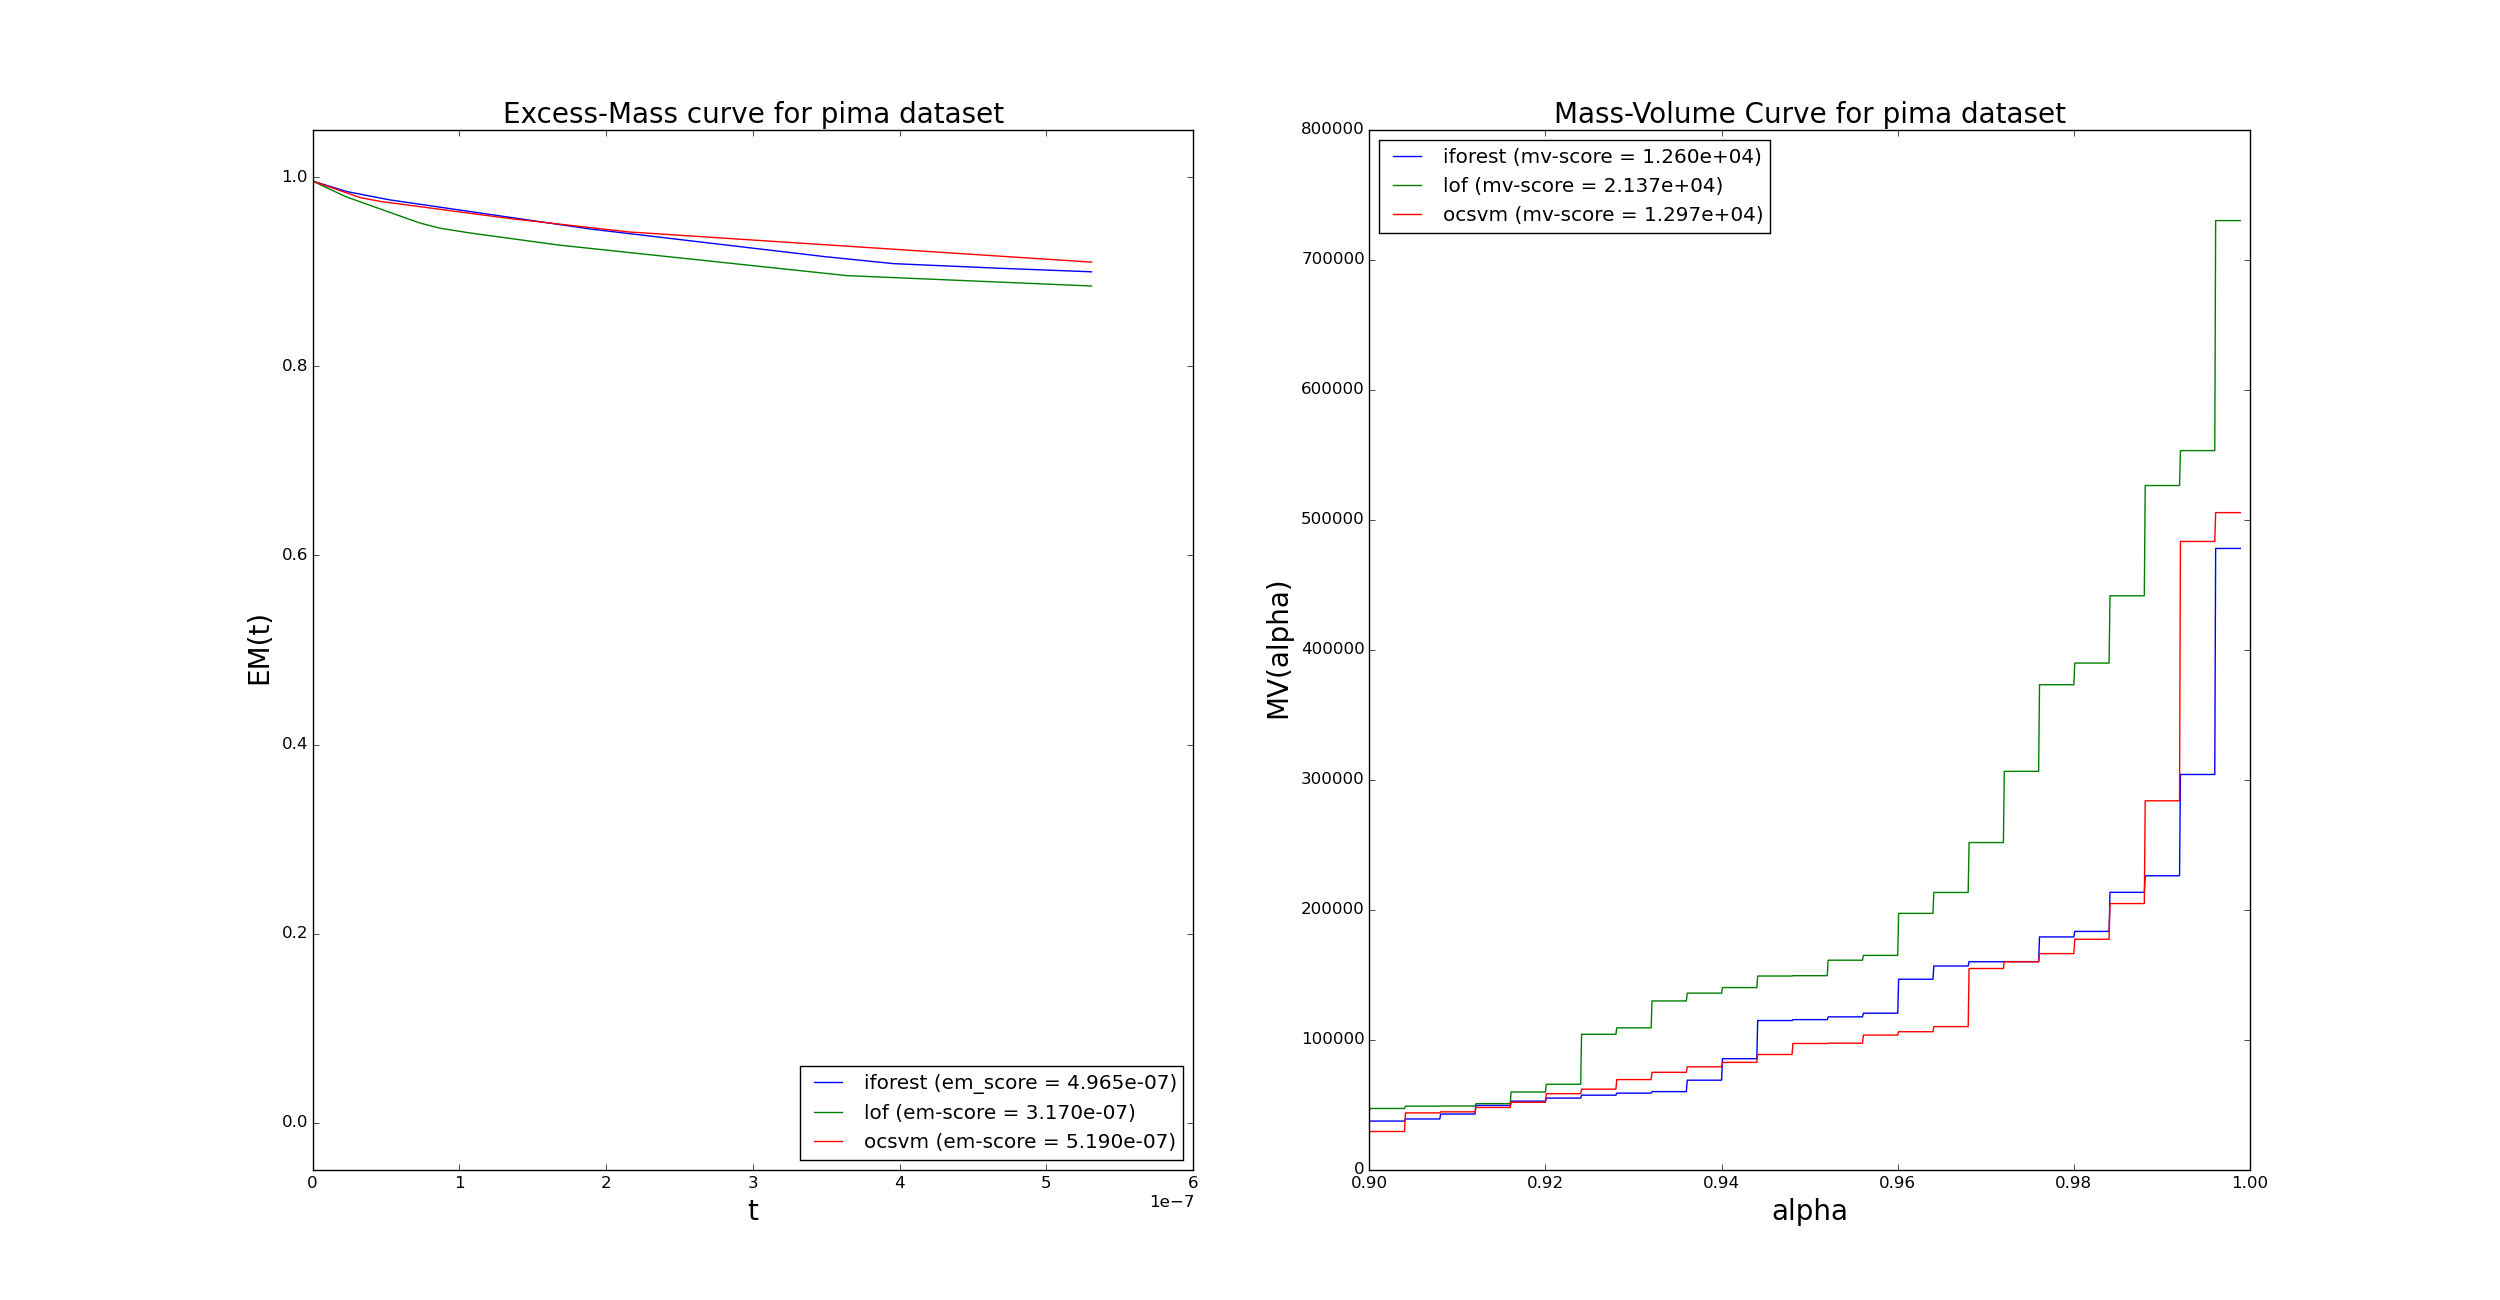 Excess-Mass curve for pima dataset
1.0
0.8
0.6
0.4
0.2
0.0
EM(t)
iforest (em_score = 4.965e-07)
lof (em-score = 3.170e-07)
ocsvm (em-score = 5.190e-07)
0 1 2 3 4 5 6
1e−7
t
Mass-Volume Curve for pima dataset
800000
700000
600000
500000
400000
300000
200000
100000
0
MV(alpha)
iforest (mv-score = 1.260e+04)
lof (mv-score = 2.137e+04)
ocsvm (mv-score = 1.297e+04)
0.90 0.92 0.94 0.96 0.98 1.00
alpha